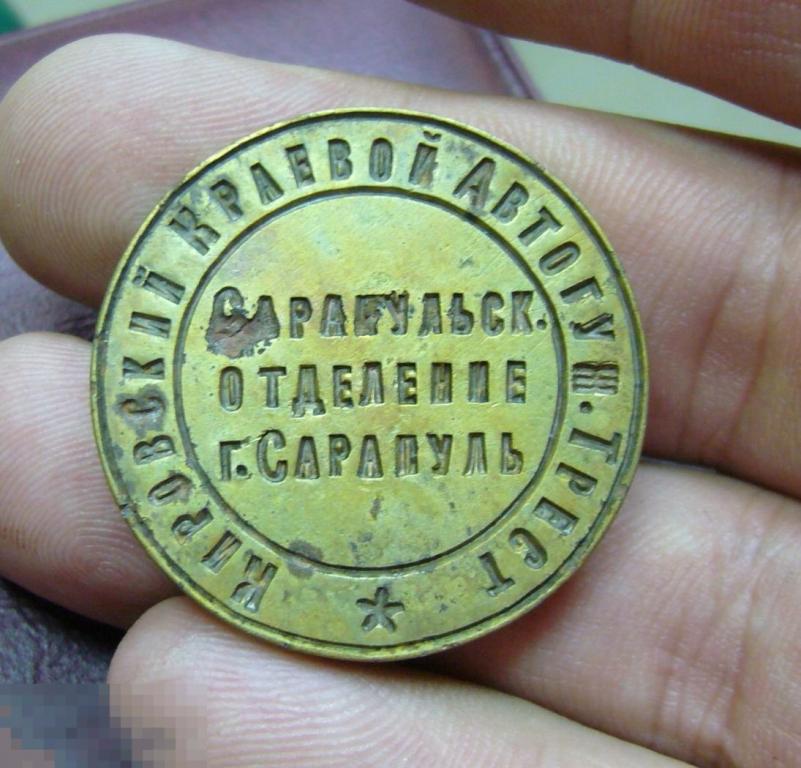 КИРОВСКИЙ КРАЕВОЙ АВТОГУЖ. ТРЕСТ
САРАПУЛЬСК.
ОТДЕЛЕНИЕ
Г. САРАПУЛЬ